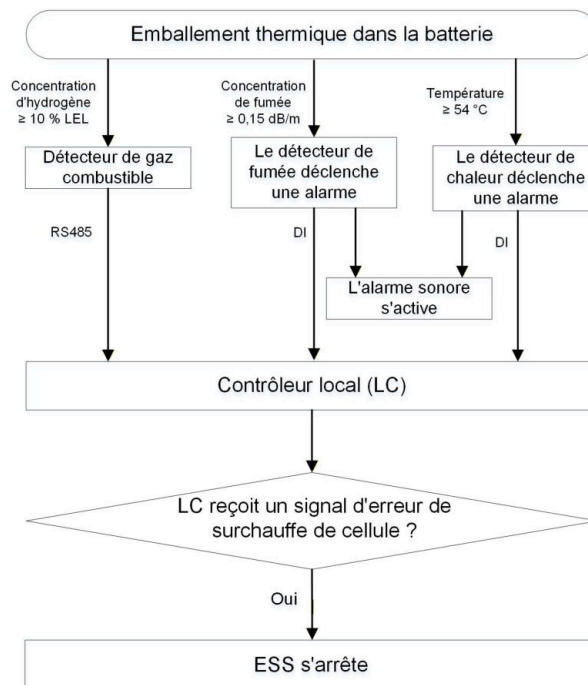 Emballement thermique dans la batterie
Concentration
d'hydrogène
≥ 10 % LEL
Concentration
de fumée
≥ 0,15 dB/m
Température
≥ 54 °C
Détecteur de gaz
combustible
Le détecteur de
fumée déclenche
une alarme
Le détecteur de
chaleur déclenche
une alarme
RS485
DI
DI
L'alarme sonore
s'active
Contrôleur local (LC)
LC reçoit un signal d'erreur de
surchauffe de cellule ?
Oui
ESS s'arrête